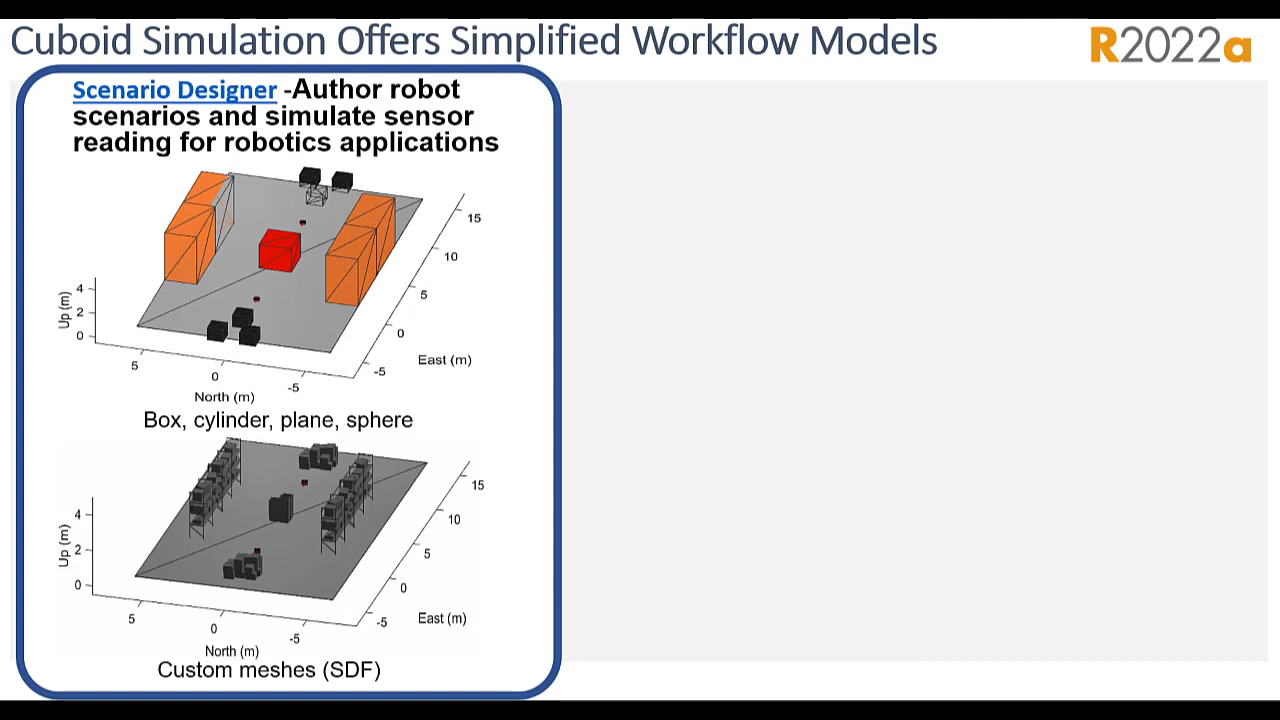 Cuboid Simulation Offers Simplified Workflow Models
R2022a
Scenario Designer -Author robot
scenarios and simulate sensor
reading for robotics applications
15
10
5
0
-5
East (m)
4
2
0
Up (m)
5
0
-5
North (m)
Box, cylinder, plane, sphere
15
10
5
0
-5
East (m)
4
2
0
Up (m)
5
0
-5
North (m)
Custom meshes (SDF)